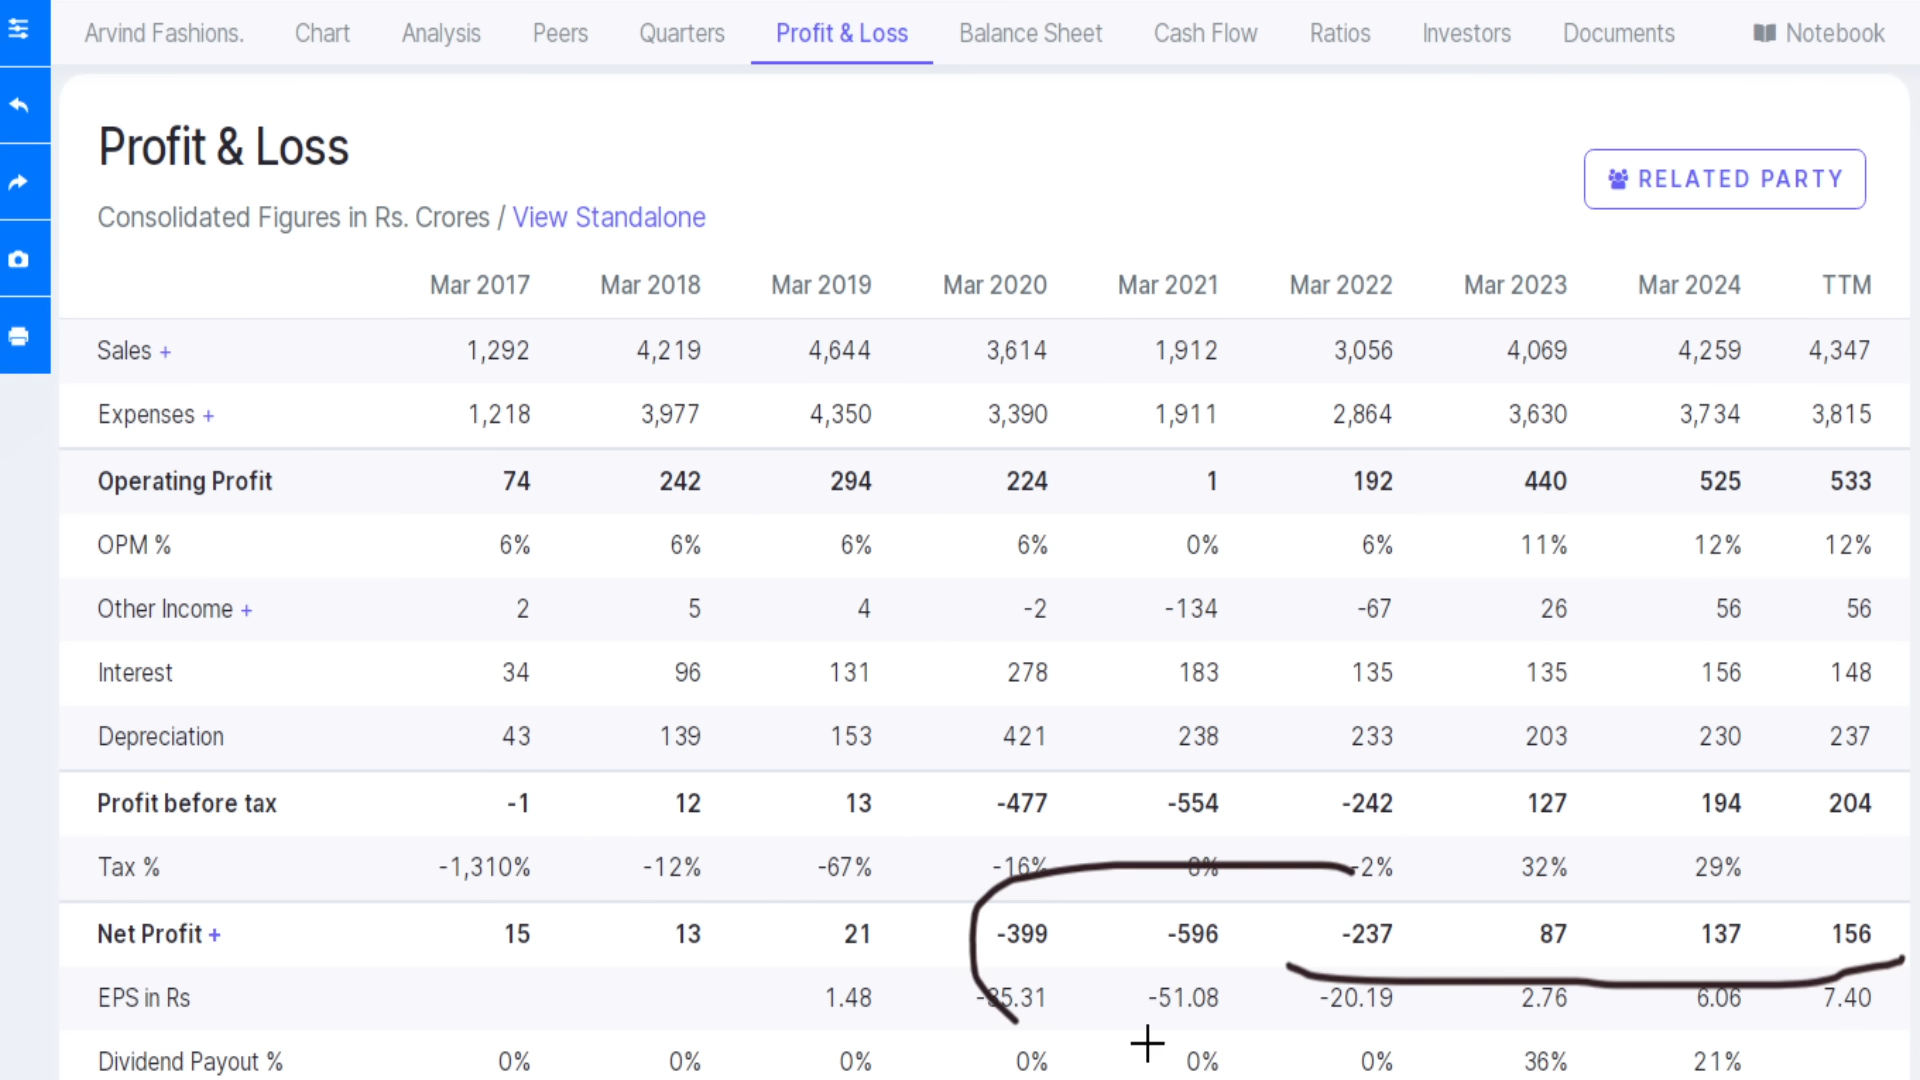 Arvind Fashions. Chart Analysis Peers Quarters Profit & Loss Balance Sheet Cash Flow Ratios Investors Documents Notebook
Profit & Loss
RELATED PARTY
Consolidated Figures in Rs. Crores / View Standalone
Mar 2017 Mar 2018 Mar 2019 Mar 2020 Mar 2021 Mar 2022 Mar 2023 Mar 2024 TTM
Sales + 1,292 4,219 4,644 3,614 1,912 3,056 4,069 4,259 4,347
Expenses + 1,218 3,977 4,350 3,390 1,911 2,864 3,630 3,734 3,815
Operating Profit 74 242 294 224 1 192 440 525 533
OPM % 6% 6% 6% 6% 0% 6% 11% 12% 12%
Other Income + 2 5 4 -2 -134 -67 26 56 56
Interest 34 96 131 278 183 135 135 156 148
Depreciation 43 139 153 421 238 233 203 230 237
Profit before tax -1 12 13 -477 -554 -242 127 194 204
Tax % -1,310% -12% -67% -16% 8% -2% 32% 29%
Net Profit + 15 13 21 -399 -596 -237 87 137 156
EPS in Rs 1.48 -35.31 -51.08 -20.19 2.76 6.06 7.40
Dividend Payout % 0% 0% 0% 0% 0% 0% 36% 21%